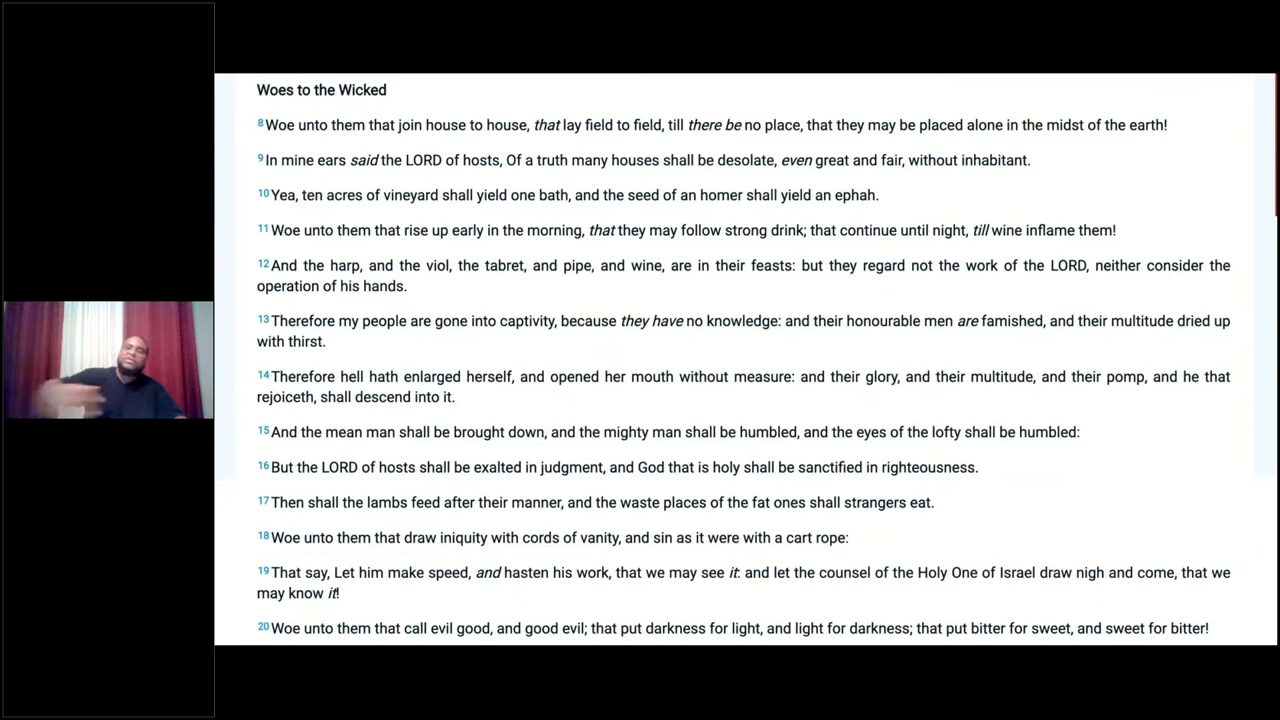 Woes to the Wicked
8 Woe unto them that join house to house, that lay field to field, till there be no place, that they may be placed alone in the midst of the earth!
9 In mine ears said the LORD of hosts, Of a truth many houses shall be desolate, even great and fair, without inhabitant.
10 Yea, ten acres of vineyard shall yield one bath, and the seed of an homer shall yield an ephah.
11 Woe unto them that rise up early in the morning, that they may follow strong drink; that continue until night, till wine inflame them!
12 And the harp, and the viol, the tabret, and pipe, and wine, are in their feasts: but they regard not the work of the LORD, neither consider the
operation of his hands.
13 Therefore my people are gone into captivity, because they have no knowledge: and their honourable men are famished, and their multitude dried up
with thirst.
14 Therefore hell hath enlarged herself, and opened her mouth without measure: and their glory, and their multitude, and their pomp, and he that
rejoiceth, shall descend into it.
15 And the mean man shall be brought down, and the mighty man shall be humbled, and the eyes of the lofty shall be humbled:
16 But the LORD of hosts shall be exalted in judgment, and God that is holy shall be sanctified in righteousness.
17 Then shall the lambs feed after their manner, and the waste places of the fat ones shall strangers eat.
18 Woe unto them that draw iniquity with cords of vanity, and sin as it were with a cart rope:
19 That say, Let him make speed, and hasten his work, that we may see it: and let the counsel of the Holy One of Israel draw nigh and come, that we
may know it!
20 Woe unto them that call evil good, and good evil; that put darkness for light, and light for darkness; that put bitter for sweet, and sweet for bitter!